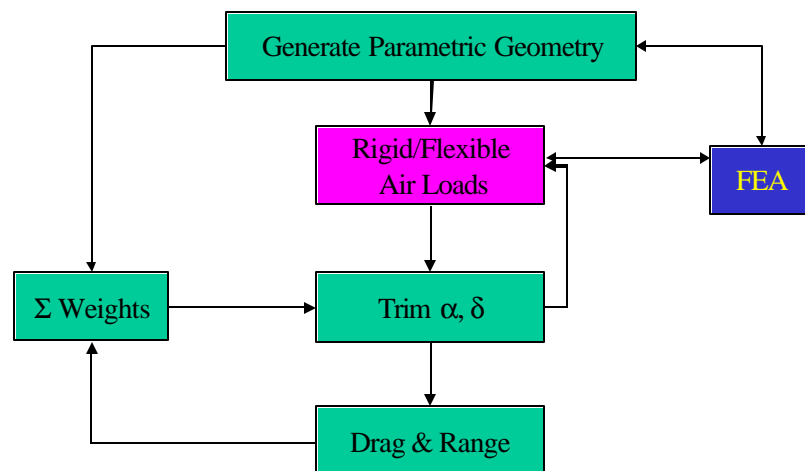 Generate Parametric Geometry
Rigid/Flexible
Air Loads
FEA
Σ Weights
Trim α, δ
Drag & Range